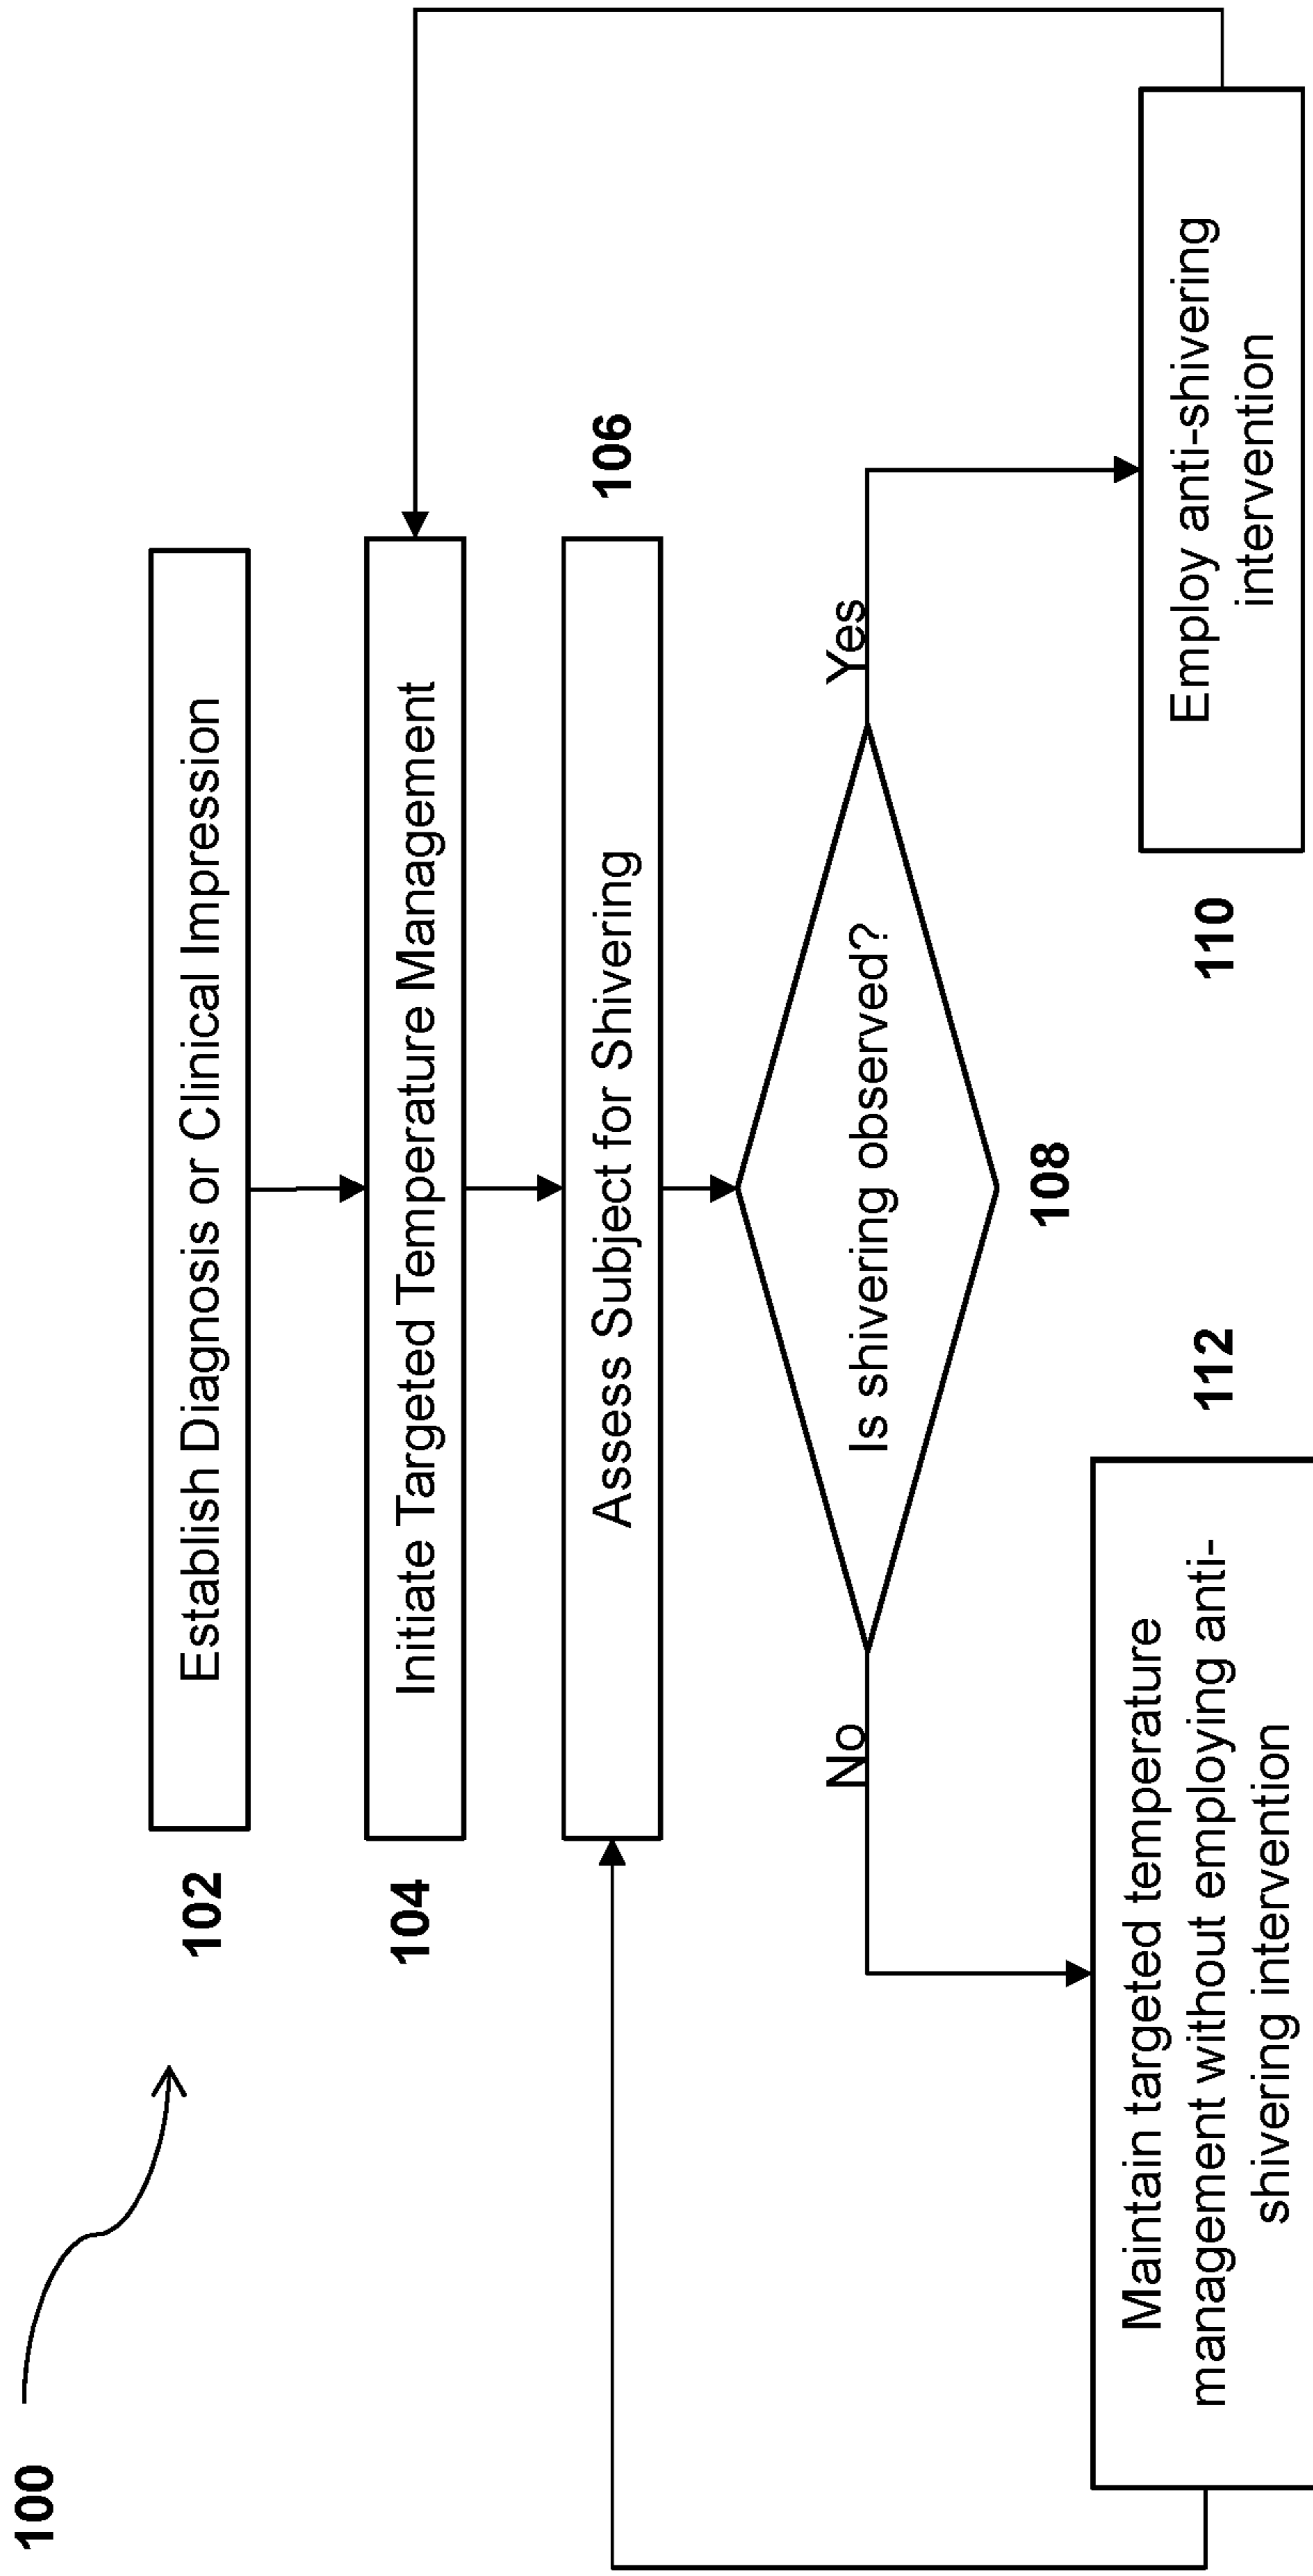 100
102
Establish Diagnosis or Clinical Impression
104
Initiate Targeted Temperature Management
106
Assess Subject for Shivering
Is shivering observed?
108
No
Yes
112
Maintain targeted temperature
management without employing anti-
shivering intervention
110
Employ anti-shivering
intervention